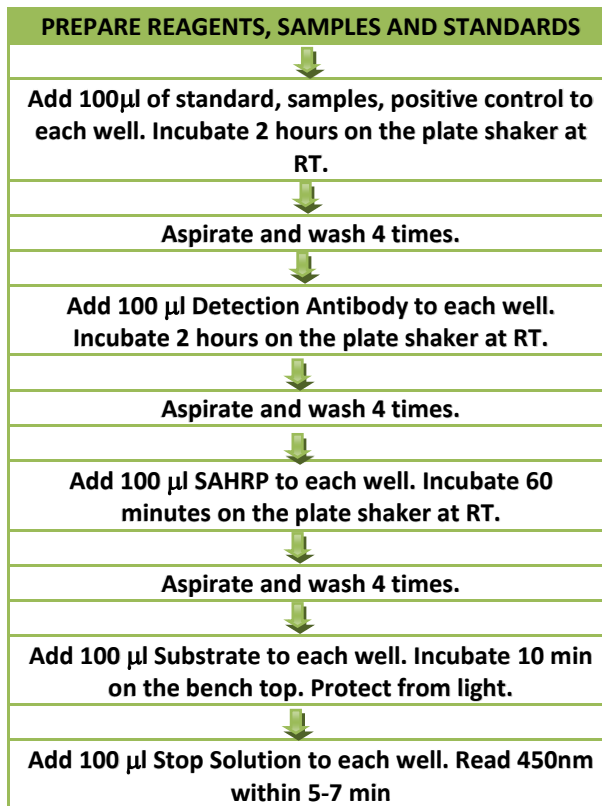 PREPARE REAGENTS, SAMPLES AND STANDARDS
Add 100μl of standard, samples, positive control to
each well. Incubate 2 hours on the plate shaker at
RT.
Aspirate and wash 4 times.
Add 100 μl Detection Antibody to each well.
Incubate 2 hours on the plate shaker at RT.
Aspirate and wash 4 times.
Add 100 μl SAHRP to each well. Incubate 60
minutes on the plate shaker at RT.
Aspirate and wash 4 times.
Add 100 μl Substrate to each well. Incubate 10 min
on the bench top. Protect from light.
Add 100 μl Stop Solution to each well. Read 450nm
within 5-7 min